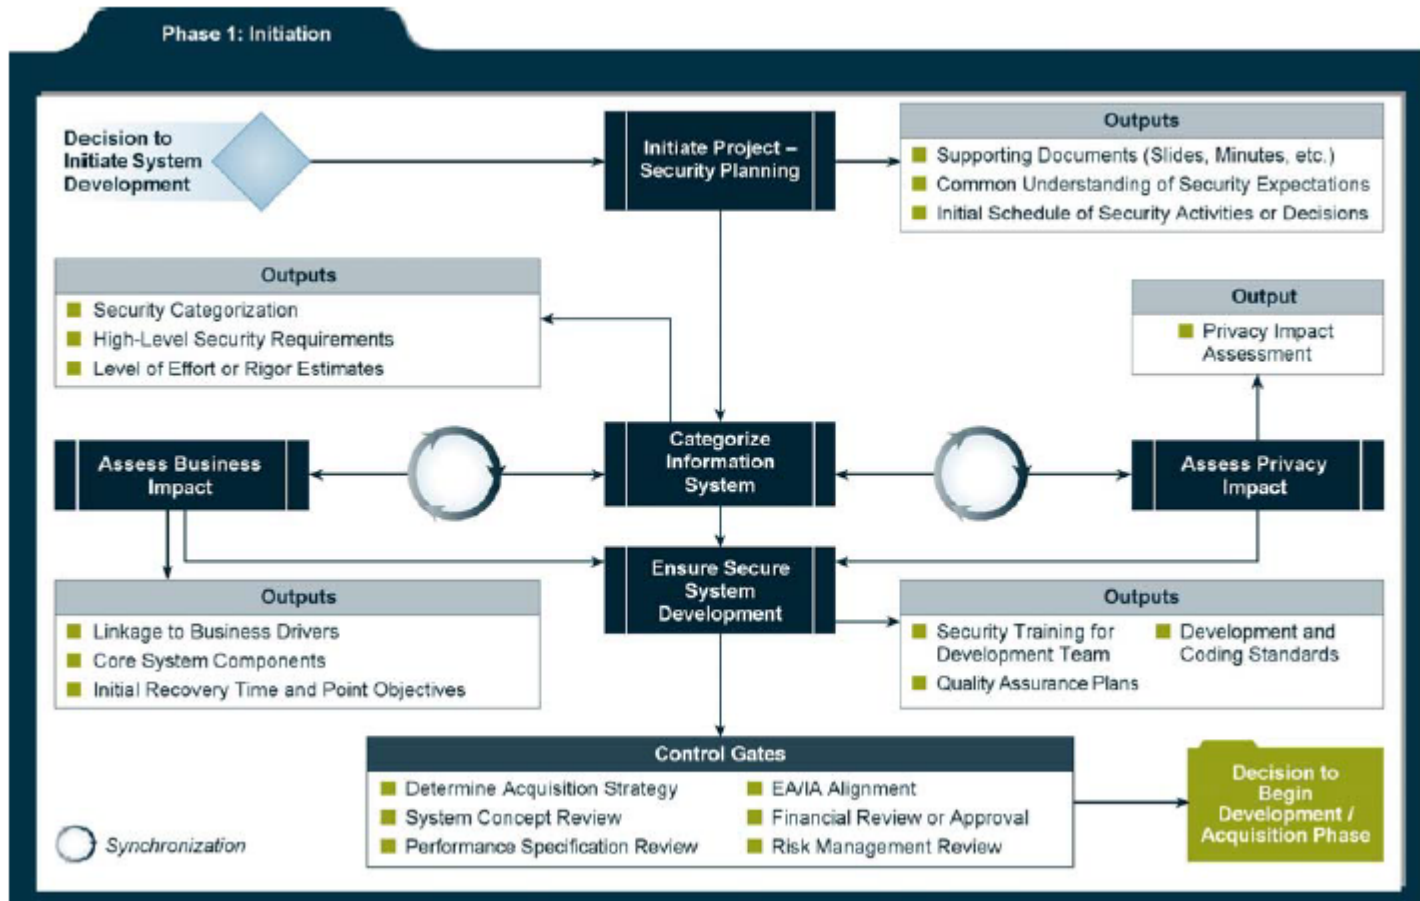 Phase 1: Initiation
Decision to
Initiate System
Development
Initiate Project –
Security Planning
Outputs
Supporting Documents (Slides, Minutes, etc.)
Common Understanding of Security Expectations
Initial Schedule of Security Activities or Decisions
Outputs
Security Categorization
High-Level Security Requirements
Level of Effort or Rigor Estimates
Output
Privacy Impact
Assessment
Assess Business
Impact
Categorize
Information
System
Assess Privacy
Impact
Ensure Secure
System
Development
Outputs
Linkage to Business Drivers
Core System Components
Initial Recovery Time and Point Objectives
Outputs
Security Training for
Development Team
Quality Assurance Plans
Development and
Coding Standards
Control Gates
Determine Acquisition Strategy
System Concept Review
Performance Specification Review
EA/IA Alignment
Financial Review or Approval
Risk Management Review
Decision to
Begin
Development /
Acquisition Phase
Synchronization